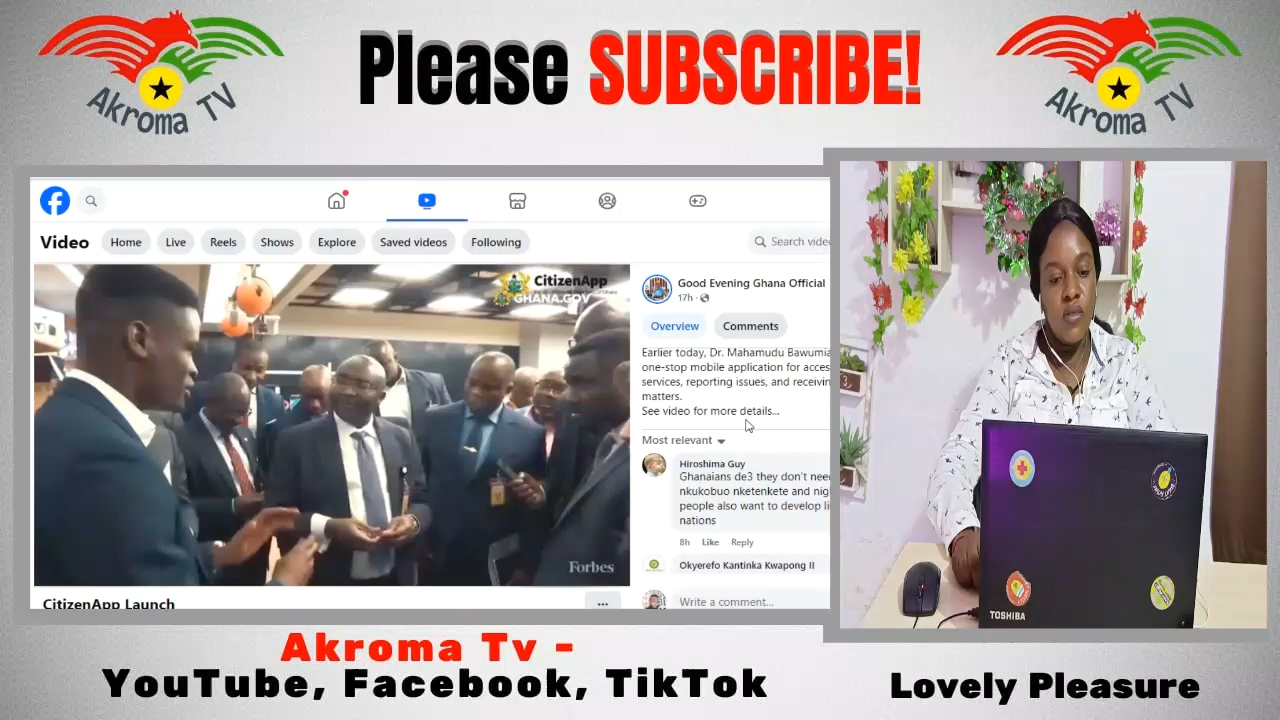 Akroma TV
Please SUBSCRIBE!
Akroma TV
Video
Home
Live
Reels
Shows
Explore
Saved videos
Following
Search vide
CitizenApp
GHANA.GOV
Forbes
Good Evening Ghana Official
17h
Overview
Comments
Earlier today, Dr. Mahamudu Bawumia
one-stop mobile application for acces
services, reporting issues, and receivin
matters.
See video for more details...
Most relevant
Hiroshima Guy
Ghanaians de3 they don't nee
nkukobuo nketenkete and nig
people also want to develop li
nations
8h Like Reply
Okyerefo Kantinka Kwapong II
Write a comment...
CitizenApp Launch
...
TOSHIBA
Akroma Tv -
YouTube, Facebook, TikTok
Lovely Pleasure